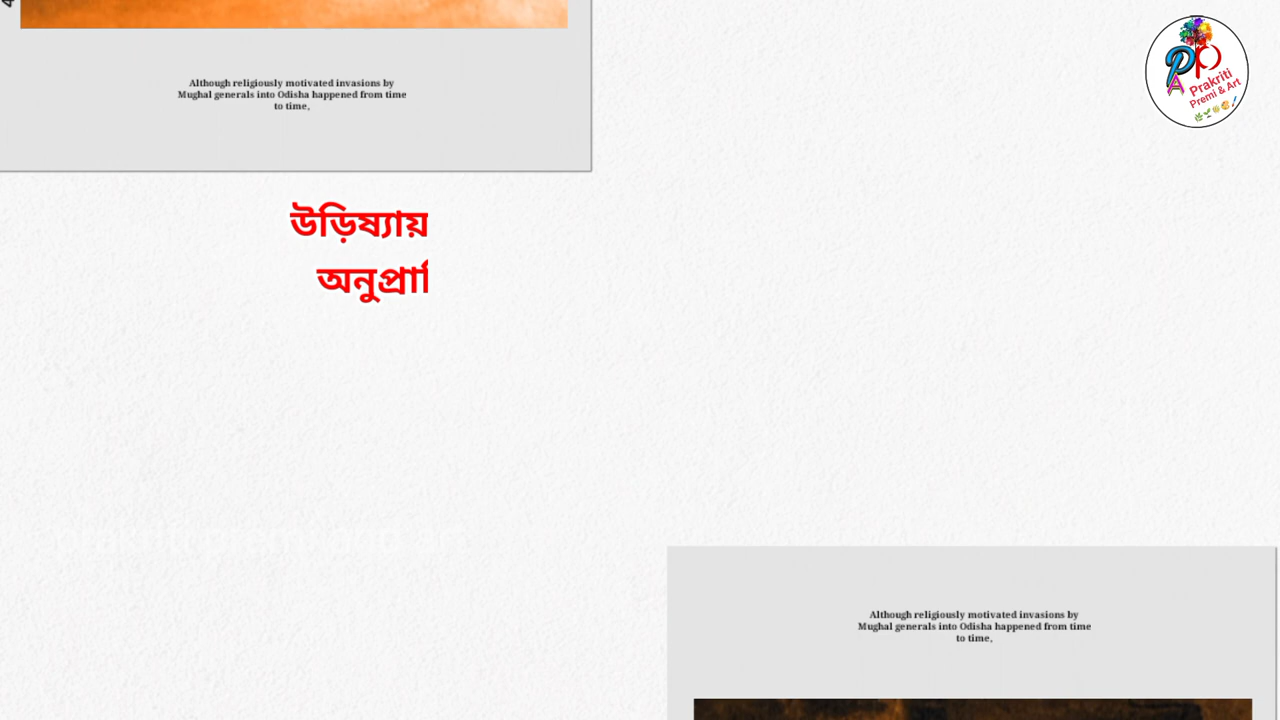 Although religiously motivated invasions by
Mughal generals into Odisha happened from time
to time,
Prakriti
Premi & Art
উড়িষ্যায়
Although religiously motivated invasions by
Mughal generals into Odisha happened from time
to time,